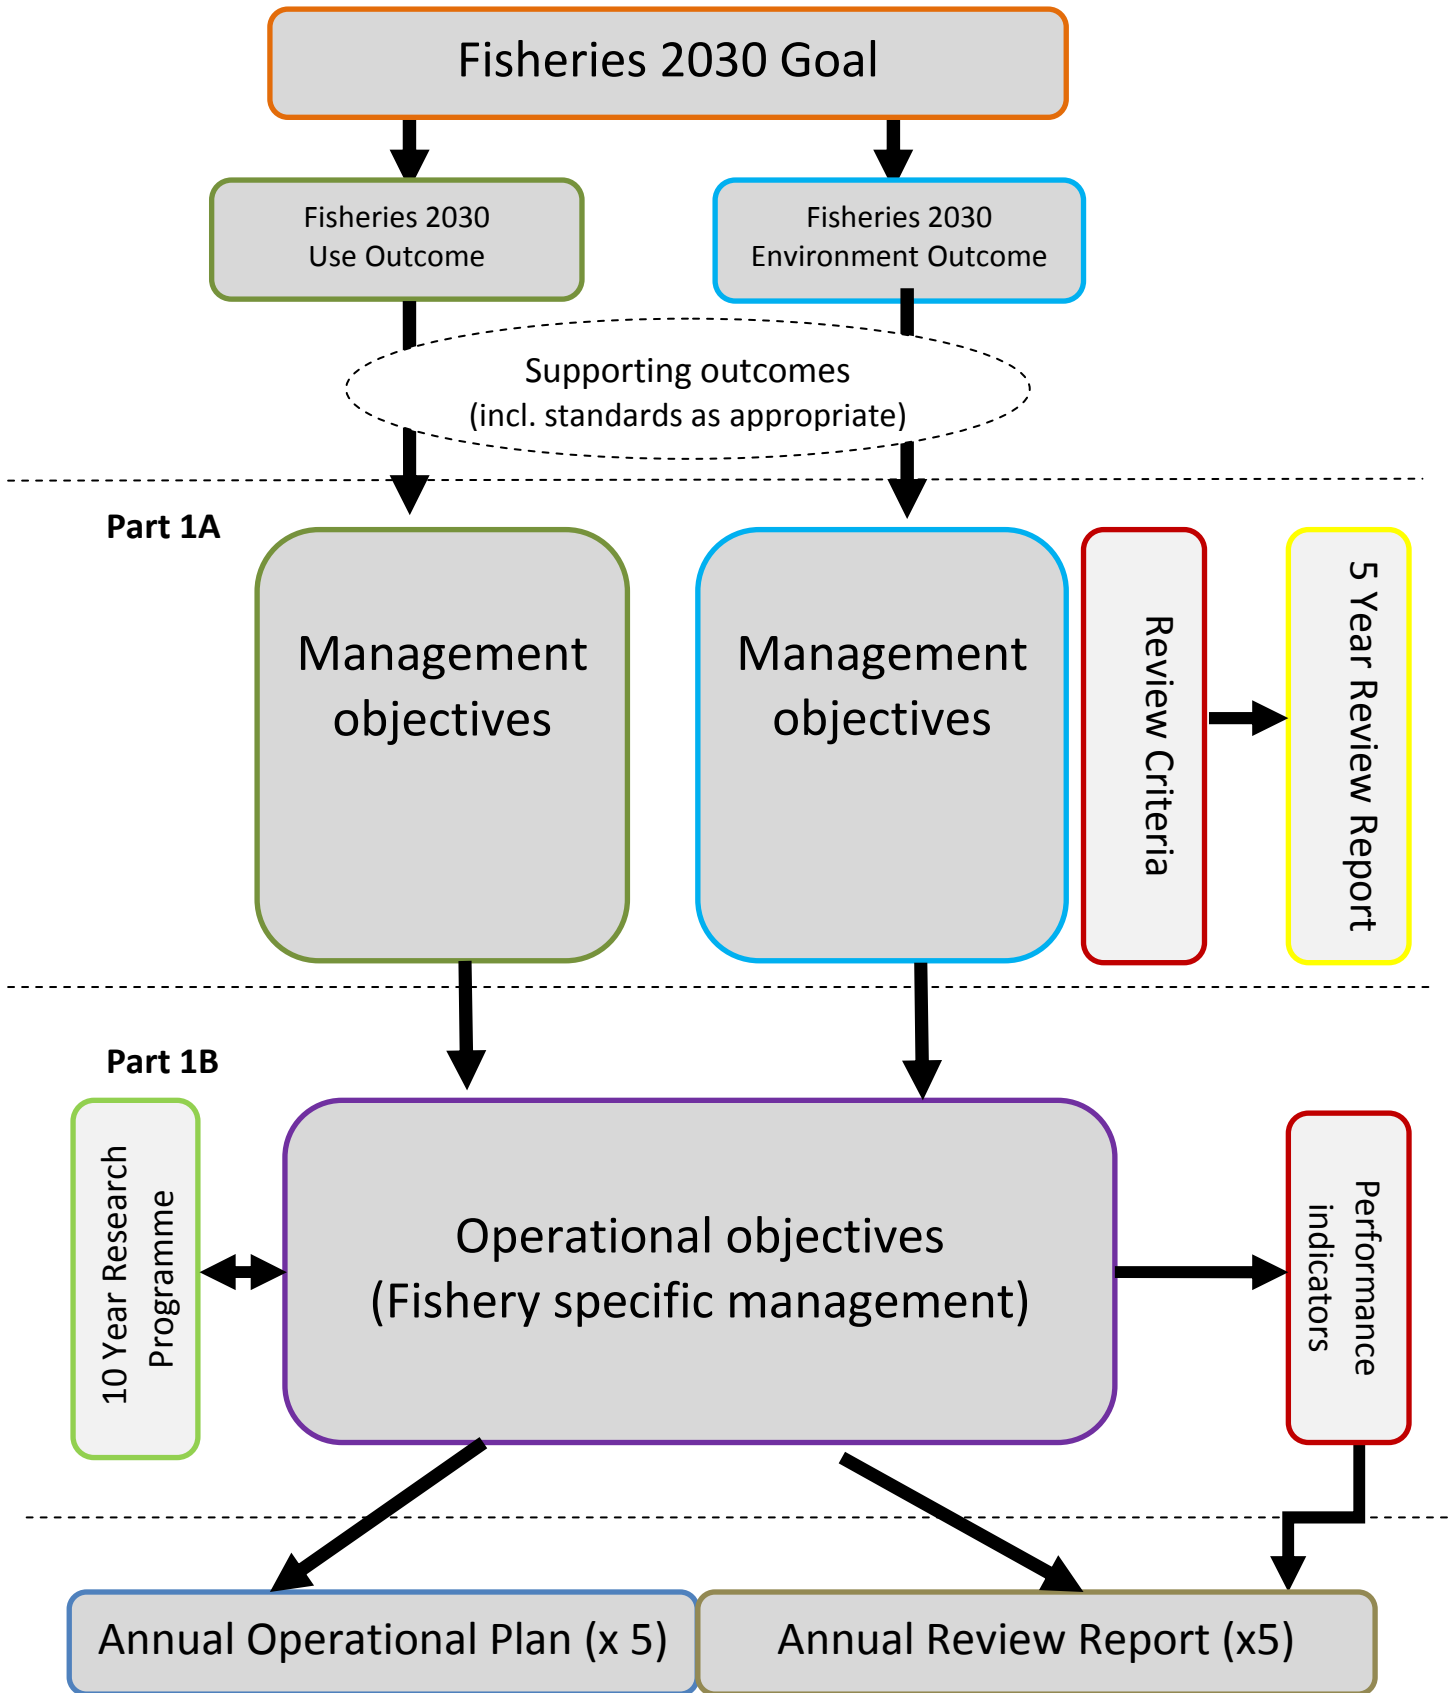 Fisheries 2030 Goal
Fisheries 2030
Use Outcome
Fisheries 2030
Environment Outcome
Supporting outcomes
(incl. standards as appropriate)
Part 1A
Management
objectives
Management
objectives
Review Criteria
5 Year Review Report
Part 1B
10 Year Research
Programme
Operational objectives
(Fishery specific management)
Performance
indicators
Annual Operational Plan (x 5)
Annual Review Report (x5)